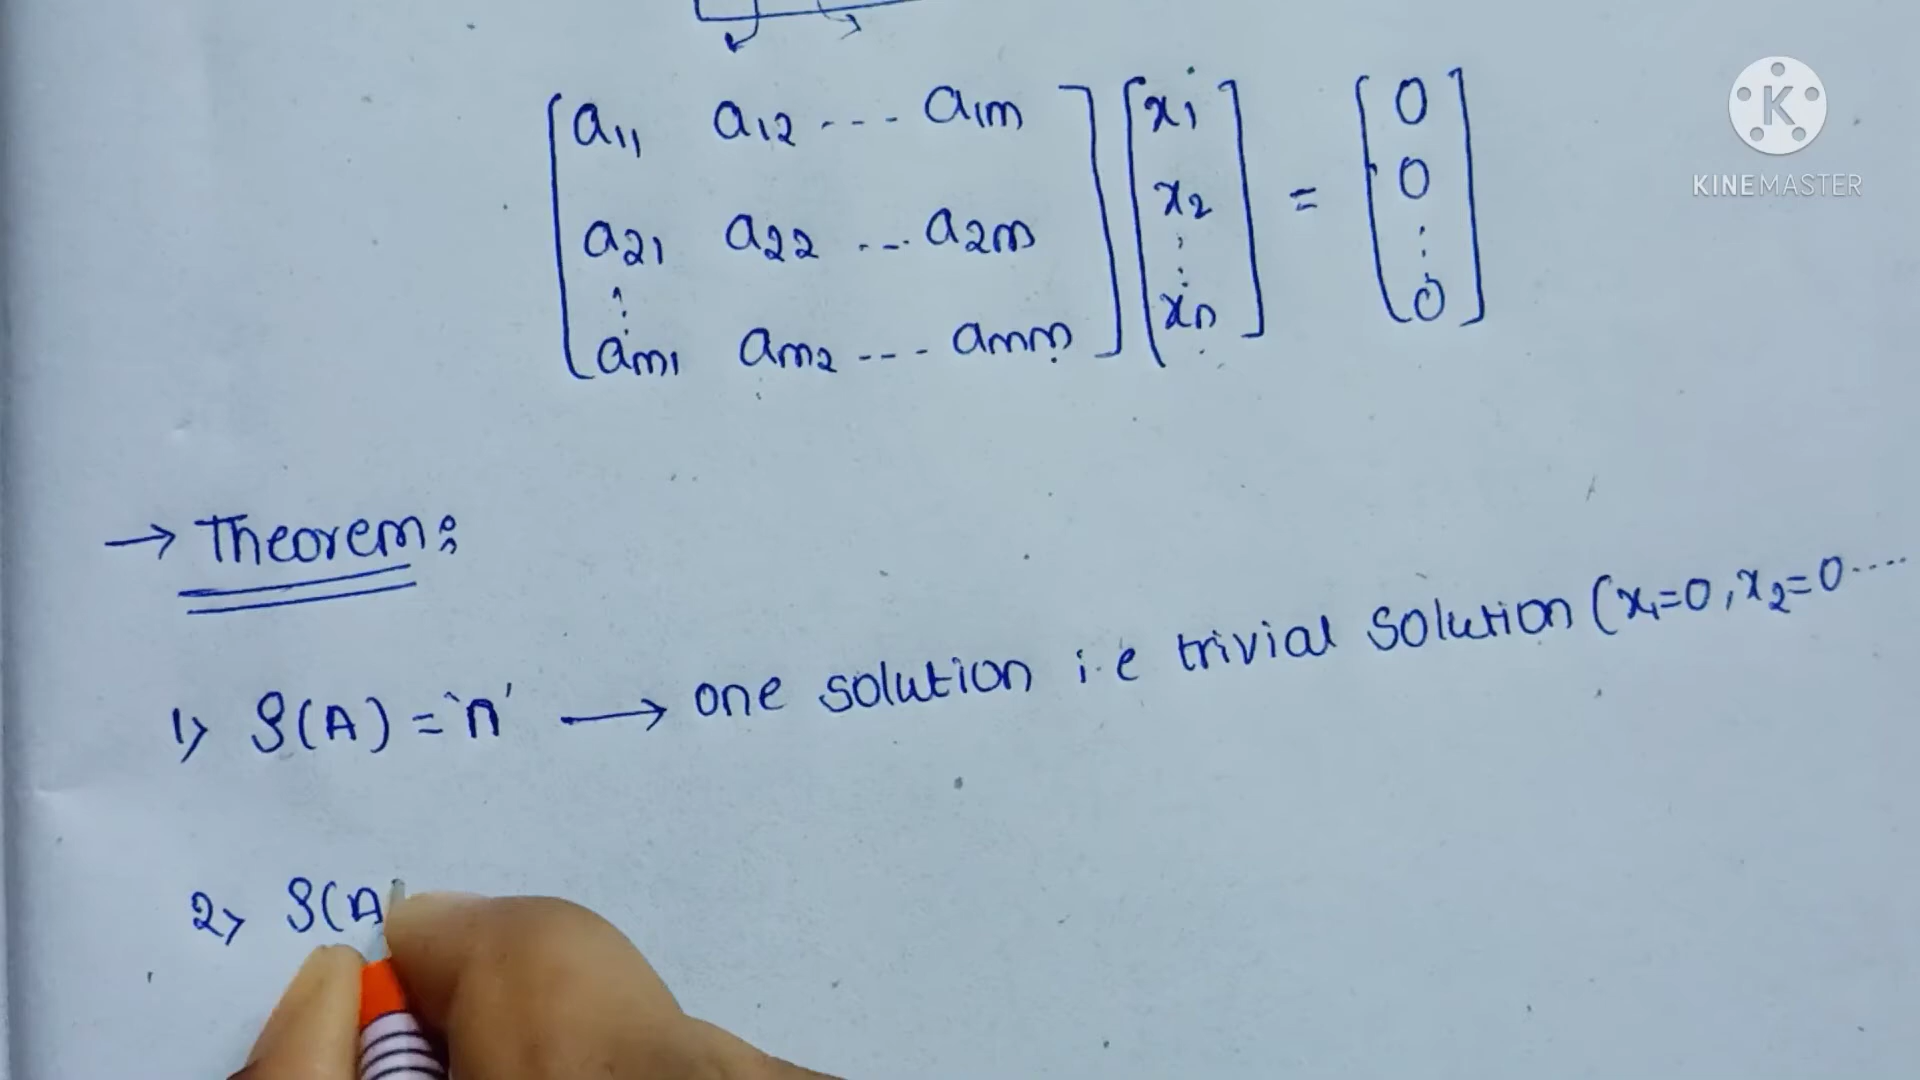 a11 a12 --- a1m x1 0
a21 a22 --- a2m x2 = 0
⋮ ⋮ ⋮
am1 am2 ---- amm xn 0
KINEMASTER
→ Theorem:
1) ρ(A) = 'n' → one solution i.e trivial solution (x1=0, x2=0 ----
2) ρ(A